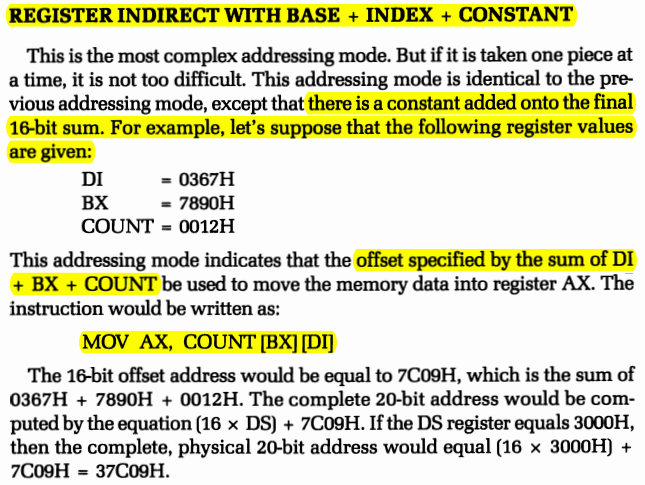 REGISTER INDIRECT WITH BASE + INDEX + CONSTANT
This is the most complex addressing mode. But if it is taken one piece at
a time, it is not too difficult. This addressing mode is identical to the pre-
vious addressing mode, except that there is a constant added onto the final
16-bit sum. For example, let's suppose that the following register values
are given:
DI = 0367H
BX = 7890H
COUNT = 0012H
This addressing mode indicates that the offset specified by the sum of DI
+ BX + COUNT be used to move the memory data into register AX. The
instruction would be written as:
MOV AX, COUNT [BX] [DI]
The 16-bit offset address would be equal to 7C09H, which is the sum of
0367H + 7890H + 0012H. The complete 20-bit address would be com-
puted by the equation (16 × DS) + 7C09H. If the DS register equals 3000H,
then the complete, physical 20-bit address would equal (16 × 3000H) +
7C09H = 37C09H.